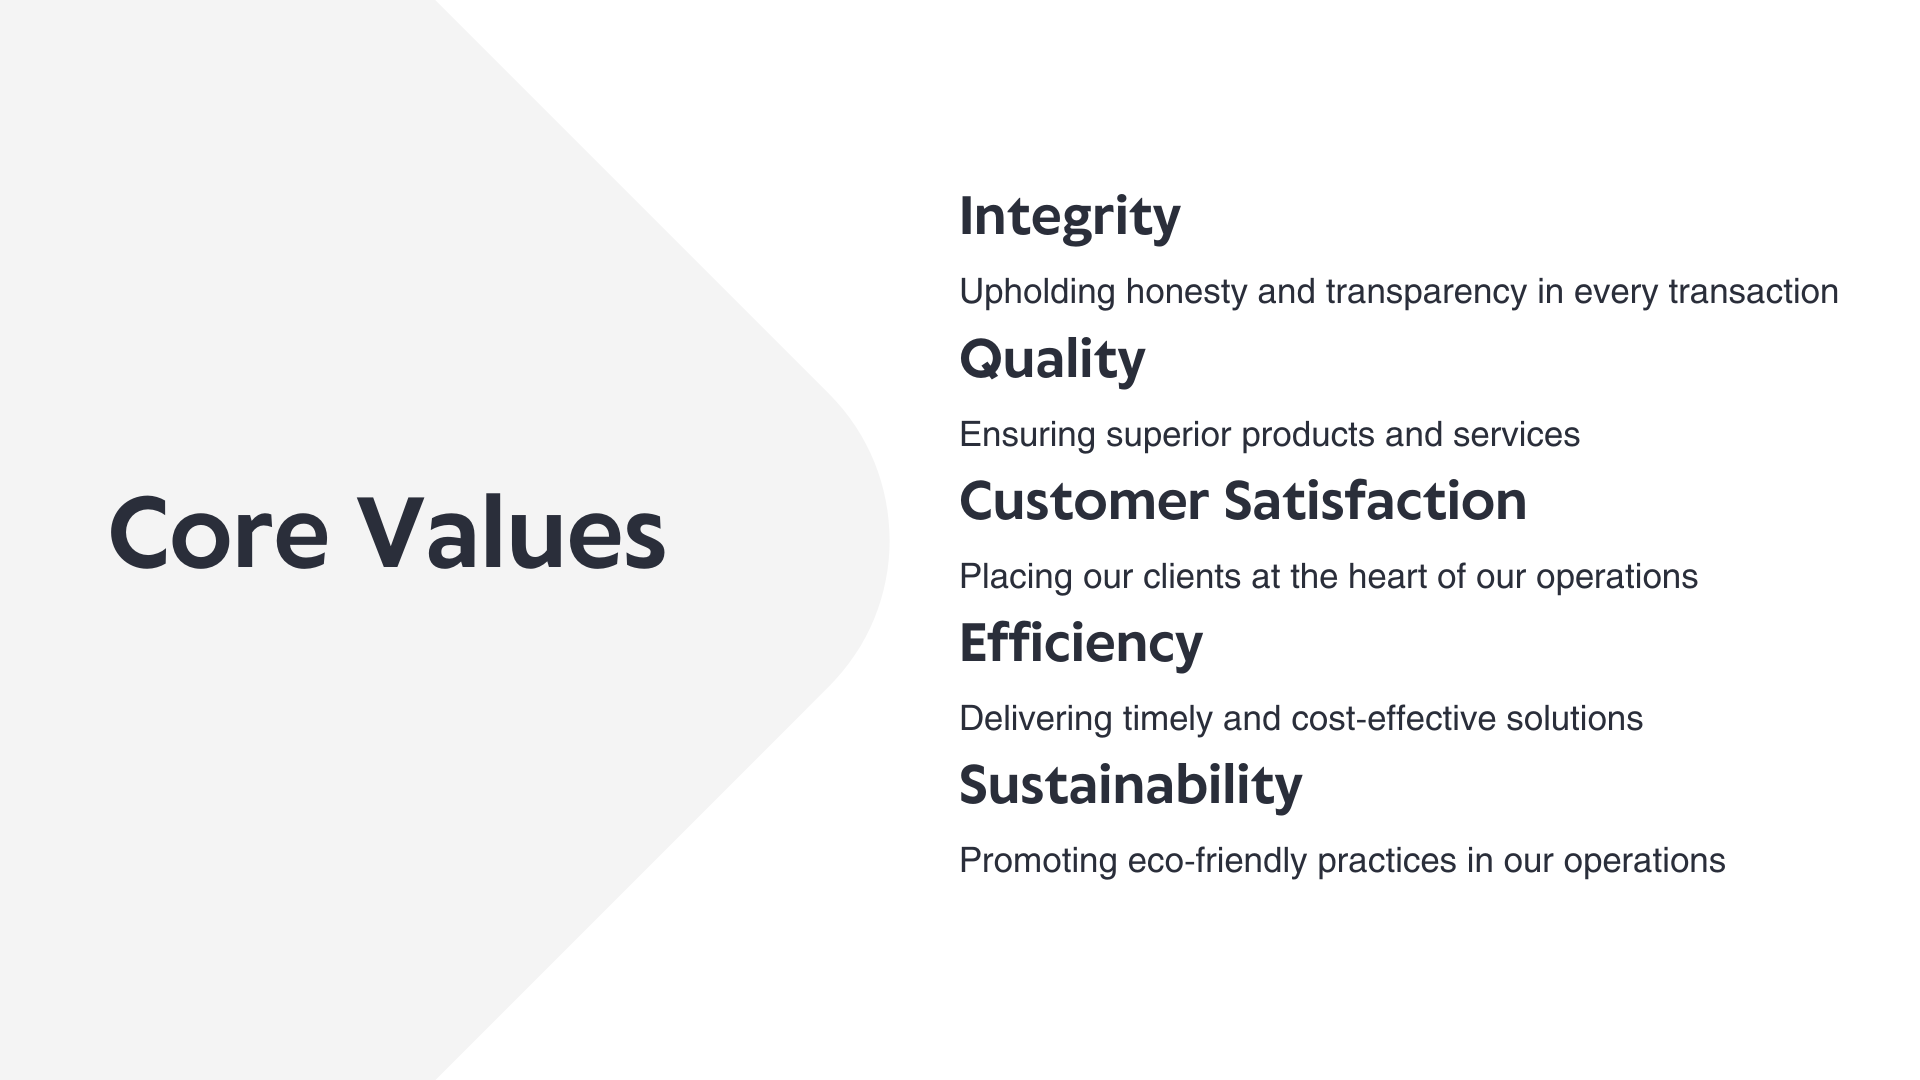 Core Values
Integrity
Upholding honesty and transparency in every transaction
Quality
Ensuring superior products and services
Customer Satisfaction
Placing our clients at the heart of our operations
Efficiency
Delivering timely and cost-effective solutions
Sustainability
Promoting eco-friendly practices in our operations